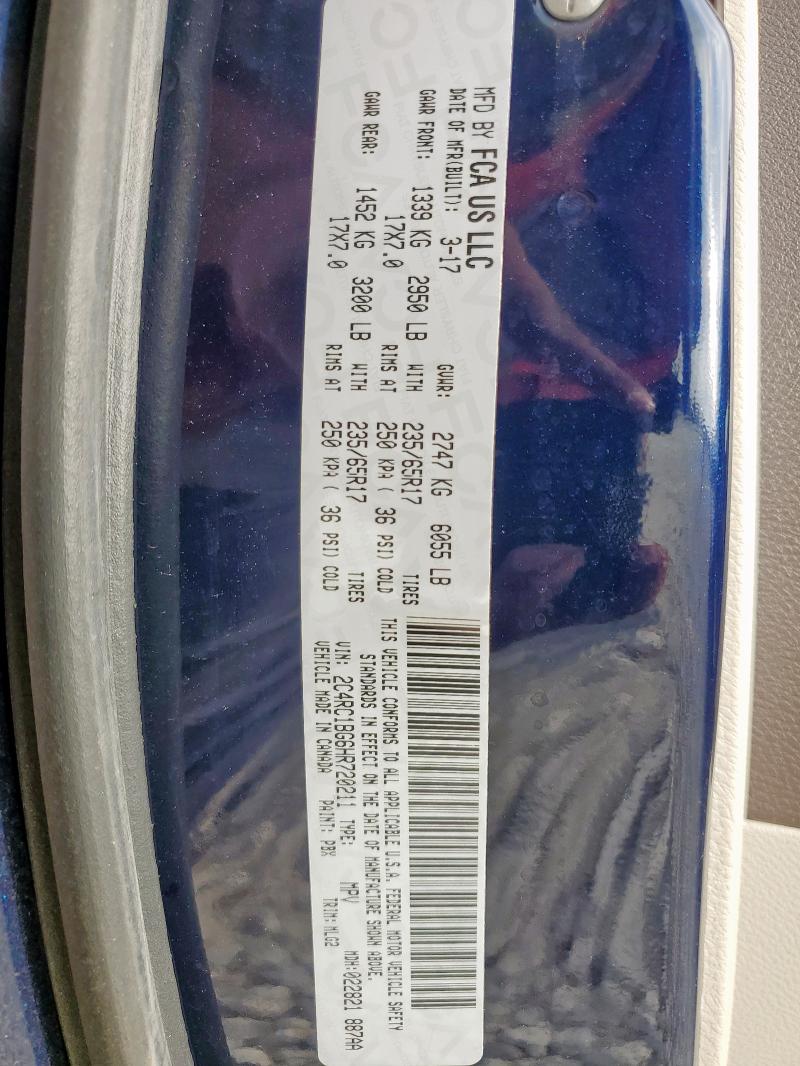 MFD BY FCA US LLC
DATE OF MFR(BUILT): 3-17 GVWR: 2747 KG 6055 LB
GAWR FRONT: 1339 KG 2950 LB WITH 235/65R17 TIRES
17X7.0 RIMS AT 250 KPA( 36 PSI) COLD
GAWR REAR: 1452 KG 3200 LB WITH 235/65R17 TIRES
17X7.0 RIMS AT 250 KPA( 36 PSI) COLD
THIS VEHICLE CONFORMS TO ALL APPLICABLE U.S.A. FEDERAL MOTOR VEHICLE SAFETY
STANDARDS IN EFFECT ON THE DATE OF MANUFACTURE SHOWN ABOVE.
VIN: 2C4RC1BG6HR720211 TYPE: MPV MDH:022821 887AA
VEHICLE MADE IN CANADA PAINT: PBX TRIM: MLG2